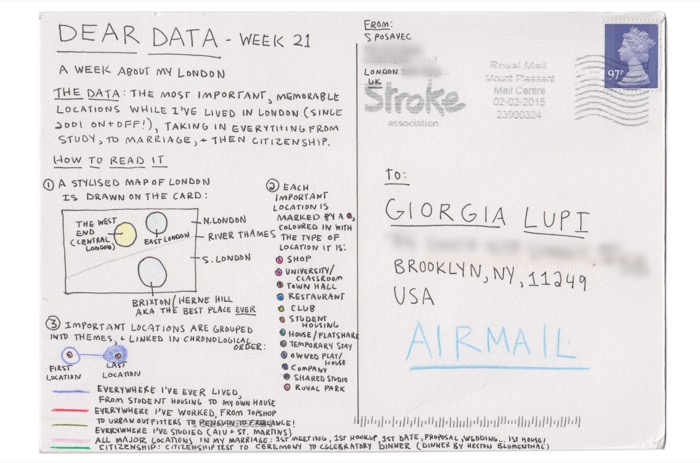 DEAR DATA - WEEK 21
A WEEK ABOUT MY LONDON
THE DATA: THE MOST IMPORTANT, MEMORABLE
LOCATIONS WHILE I'VE LIVED IN LONDON (SINCE
2001 ON+OFF!), TAKING IN EVERYTHING FROM
STUDY, TO MARRIAGE, + THEN CITIZENSHIP.
HOW TO READ IT
① A STYLISED MAP OF LONDON
IS DRAWN ON THE CARD:
THE WEST
END
(CENTRAL
LONDON)
EAST LONDON
N. LONDON
RIVER THAMES
S. LONDON
BRIXTON/HERNE HILL
AKA THE BEST PLACE EVER
② EACH
IMPORTANT
LOCATION IS
MARKED BY A
COLOURED IN WITH
THE TYPE OF
LOCATION IT IS:
SHOP
UNIVERSITY/
CLASSROOM
TOWN HALL
RESTAURANT
CLUB
STUDENT
HOUSING
HOUSE/FLATSHARE
TEMPORARY STAY
OWNED FLAT/
HOUSE
COMPANY
SHARED STUDIO
ROYAL PARK
③ IMPORTANT LOCATIONS ARE GROUPED
INTO THEMES, + LINKED IN CHRONOLOGICAL
ORDER:
FIRST
LOCATION
LAST
LOCATION
EVERYWHERE I'VE EVER LIVED,
FROM STUDENT HOUSING TO MY OWN HOUSE
EVERYWHERE I'VE WORKED, FROM TOPSHOP
TO URBAN OUTFITTERS TO PENGUIN TO FREELANCE!
EVERYWHERE I'VE STUDIED (AIU + ST. MARTINS)
ALL MAJOR LOCATIONS IN MY MARRIAGE: 1ST MEETING, 1ST HOOKUP, 1ST DATE, PROPOSAL, WEDDING... 1ST HOUSE)
CITIZENSHIP: CITIZENSHIP TEST TO CEREMONY TO CELEBRATORY DINNER (DINNER BY HESTON BLUMENTHAL)
FROM:
S POSAVEC
LONDON
UK
Stroke
association
Royal Mail
Mount Pleasant
Mail Centre
02-02-2015
23900324
97P
TO:
GIORGIA LUPI
BROOKLYN, NY, 11249
USA
AIRMAIL